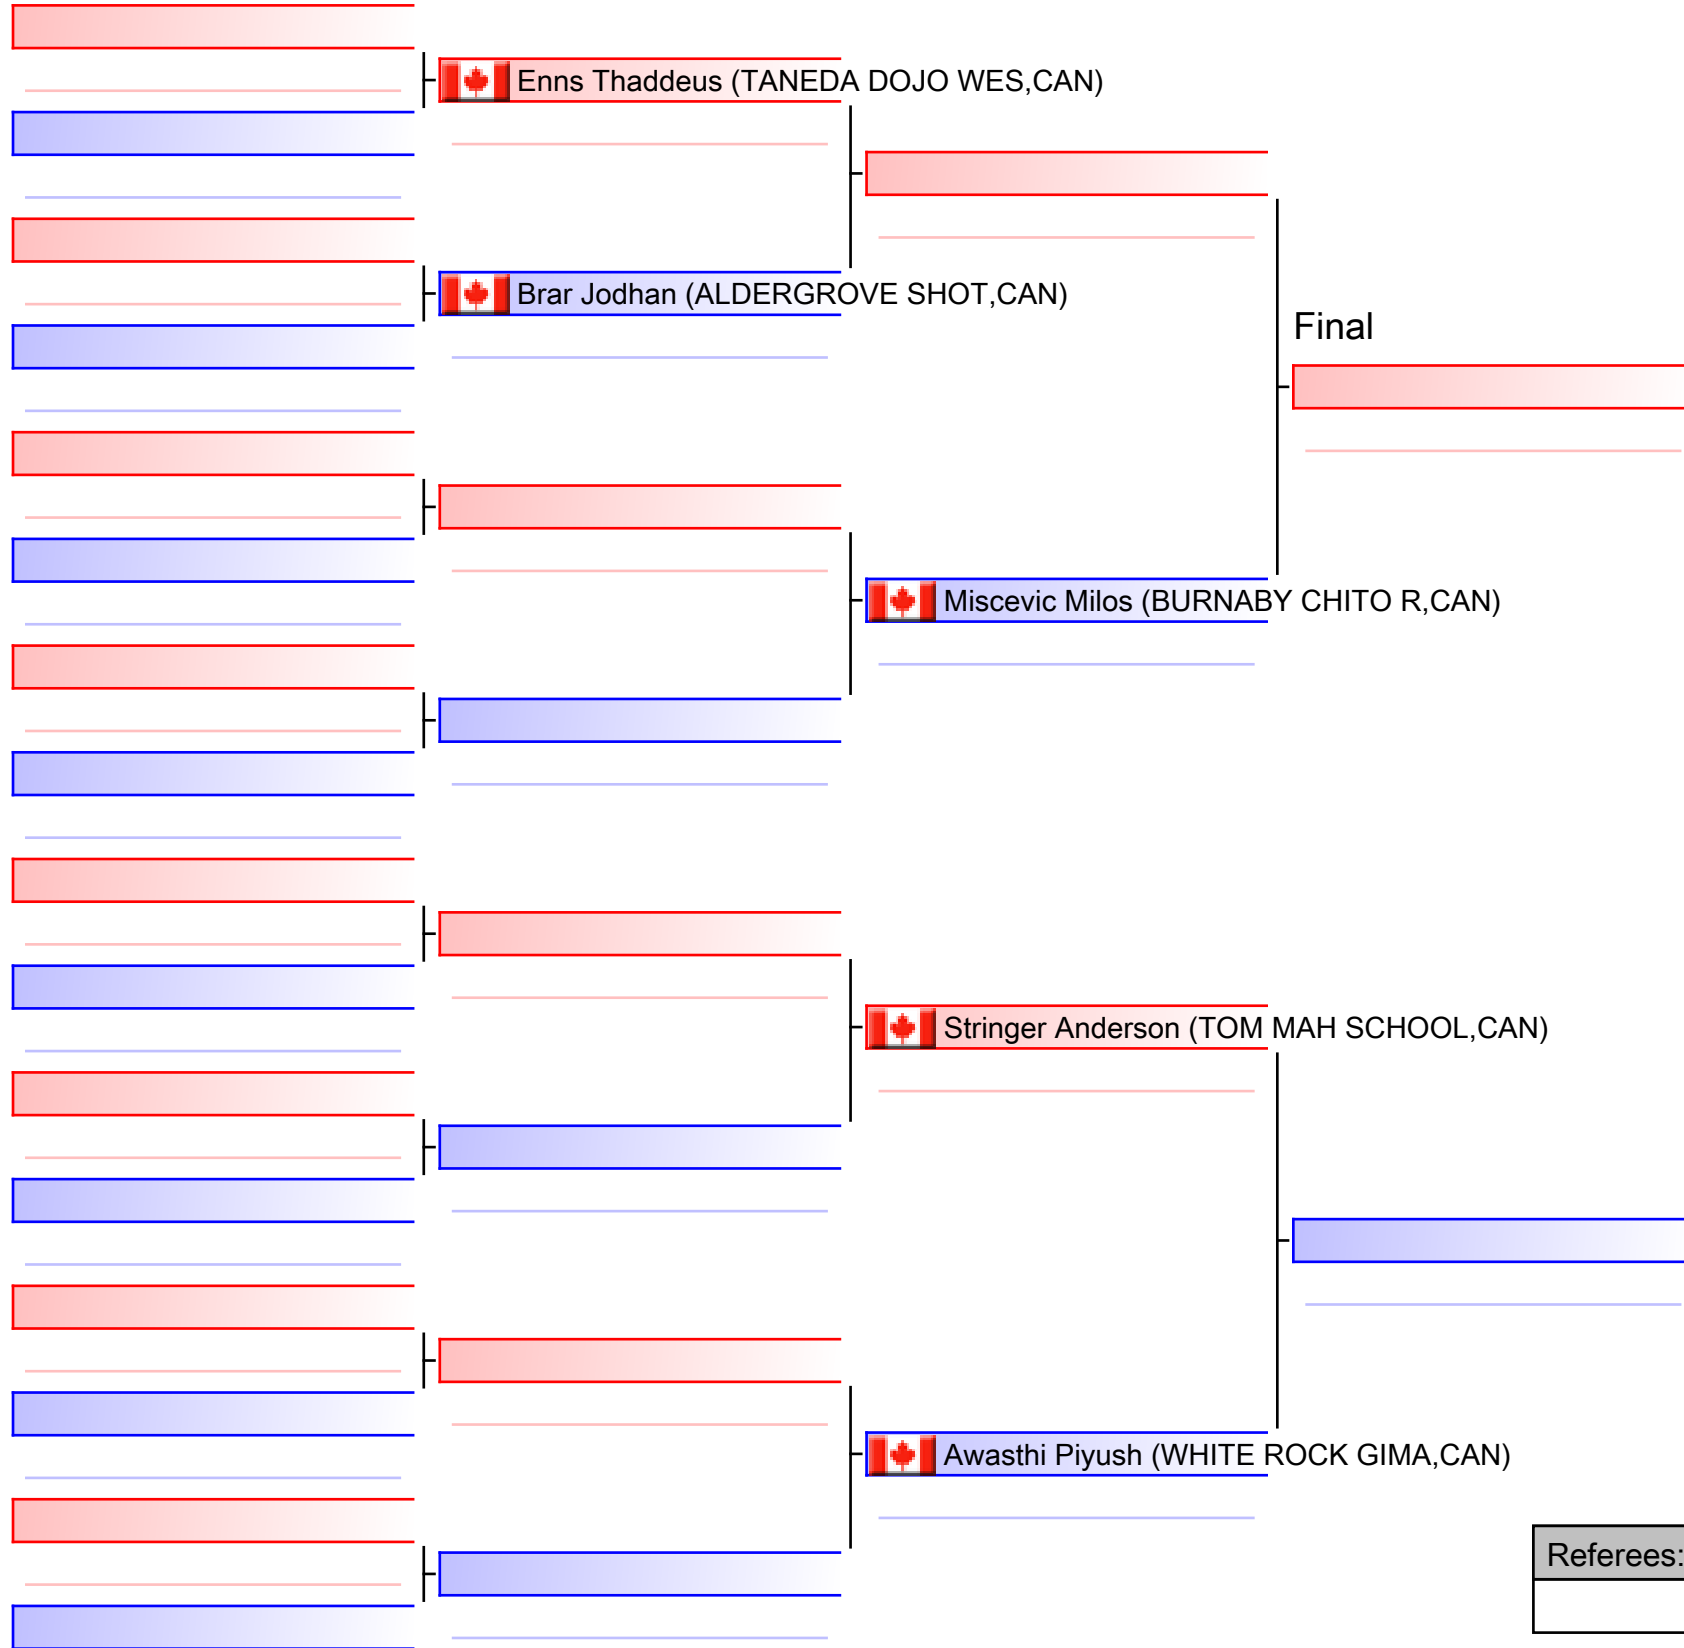 Enns Thaddeus (TANEDA DOJO WES,CAN)
Brar Jodhan (ALDERGROVE SHOT,CAN)
Final
Miscevic Milos (BURNABY CHITO R,CAN)
Stringer Anderson (TOM MAH SCHOOL,CAN)
Awasthi Piyush (WHITE ROCK GIMA,CAN)
Referees: